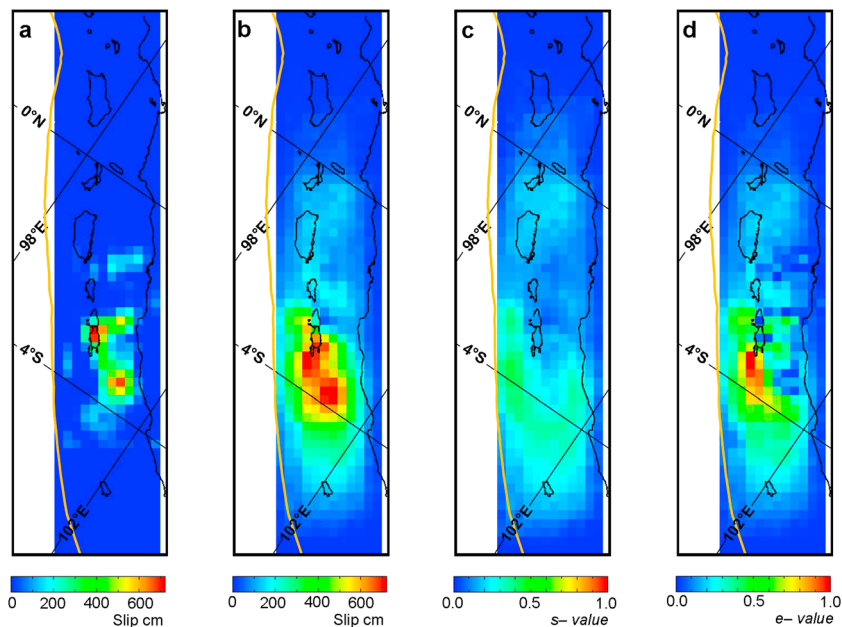 a b c d
0°N 0°N 0°N 0°N
98°E 98°E 98°E 98°E
4°S 4°S 4°S 4°S
102°E 102°E 102°E 102°E
0 200 400 600 0 200 400 600 0.0 0.5 1.0 0.0 0.5 1.0
Slip cm Slip cm s– value e– value